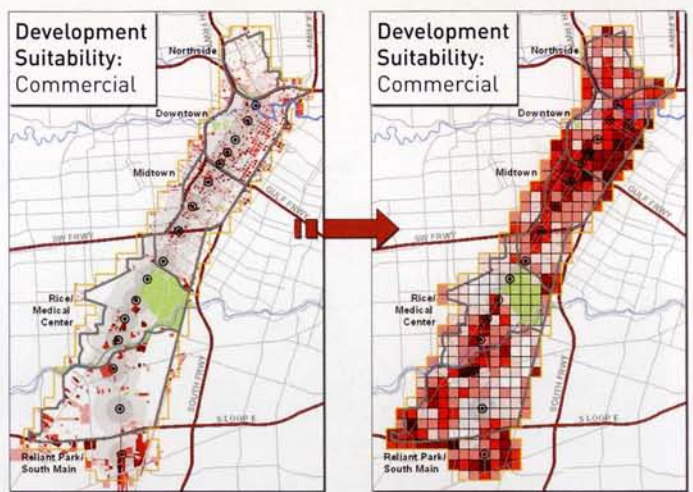 Development
Suitability:
Commercial
Northside
Downtown
Midtown
GULF FRWY
SW FRWY
Rice/
Medical
Center
SOUTH FRWY
S LOOP E
Reliant Park/
South Main
Development
Suitability:
Commercial
Northside
Downtown
Midtown
GULF FRWY
SW FRWY
Rice/
Medical
Center
SOUTH FRWY
S LOOP E
Reliant Park/
South Main